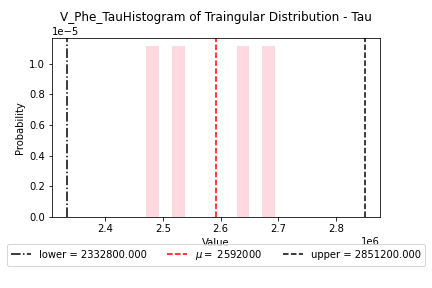 V_Phe_TauHistogram of Traingular Distribution - Tau
1e−5
1.0
0.8
0.6
0.4
0.2
0.0
Probability
2.4 2.5 2.6 2.7 2.8
Value
1e6
lower = 2332800.000 μ = 2592000 upper = 2851200.000